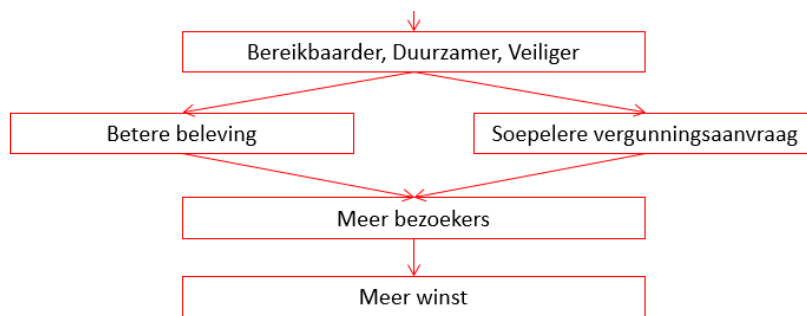 Bereikbaarder, Duurzamer, Veiliger
Betere beleving
Soepelere vergunningsaanvraag
Meer bezoekers
Meer winst